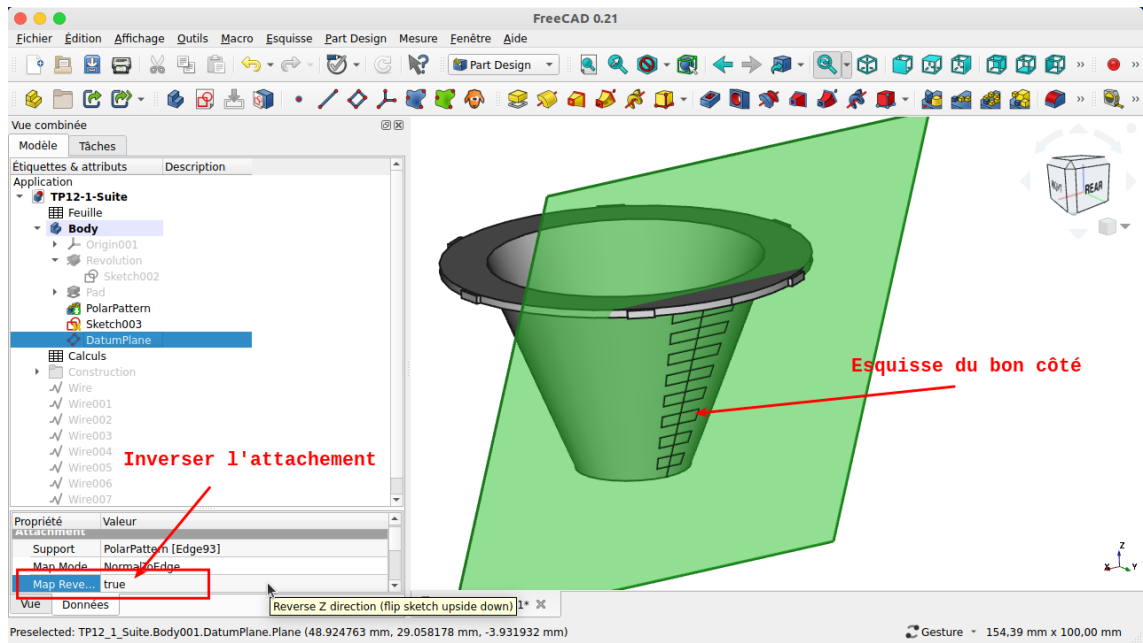 FreeCAD 0.21
Fichier Édition Affichage Outils Macro Esquisse Part Design Mesure Fenêtre Aide
Part Design
Vue combinée
Modèle Tâches
Étiquettes & attributs Description
Application
TP12-1-Suite
Feuille
Body
Origin001
Revolution
Sketch002
Pad
PolarPattern
Sketch003
DatumPlane
Calculs
Construction
Wire
Wire001
Wire002
Wire003
Wire004
Wire005
Wire006
Wire007
Inverser l'attachement
Esquisse du bon côté
REAR
Z
X Y
Propriété Valeur
Attachment
Support PolarPattern [Edge93]
Map Mode NormalToEdge
Map Reve... true
Vue Données
Reverse Z direction (flip sketch upside down)
1*
Preselected: TP12_1_Suite.Body001.DatumPlane.Plane (48.924763 mm, 29.058178 mm, -3.931932 mm)
Gesture 154,39 mm x 100,00 mm